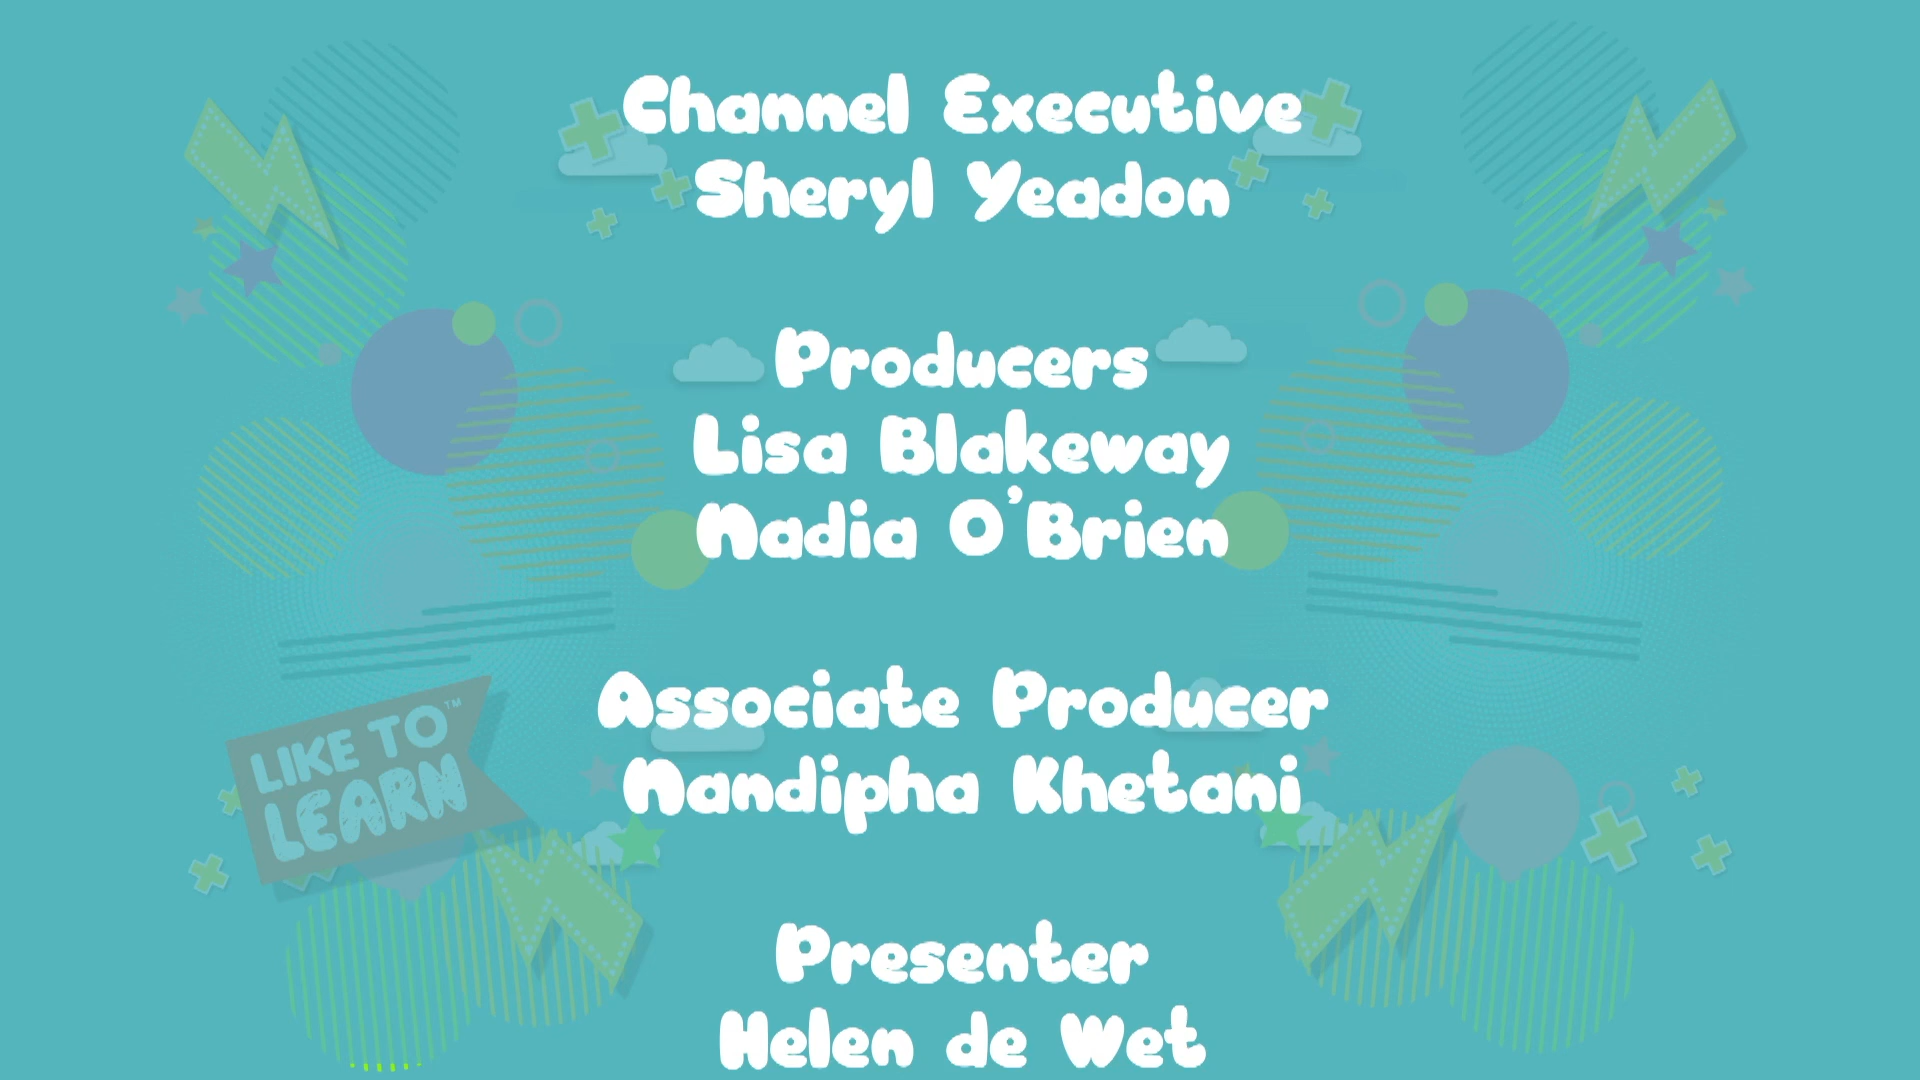 Channel Executive
Sheryl Yeadon
Producers
Lisa Blakeway
Nadia O'Brien
Associate Producer
Nandipha Khetani
LIKE TO™
LEARN
Presenter
Helen de Wet